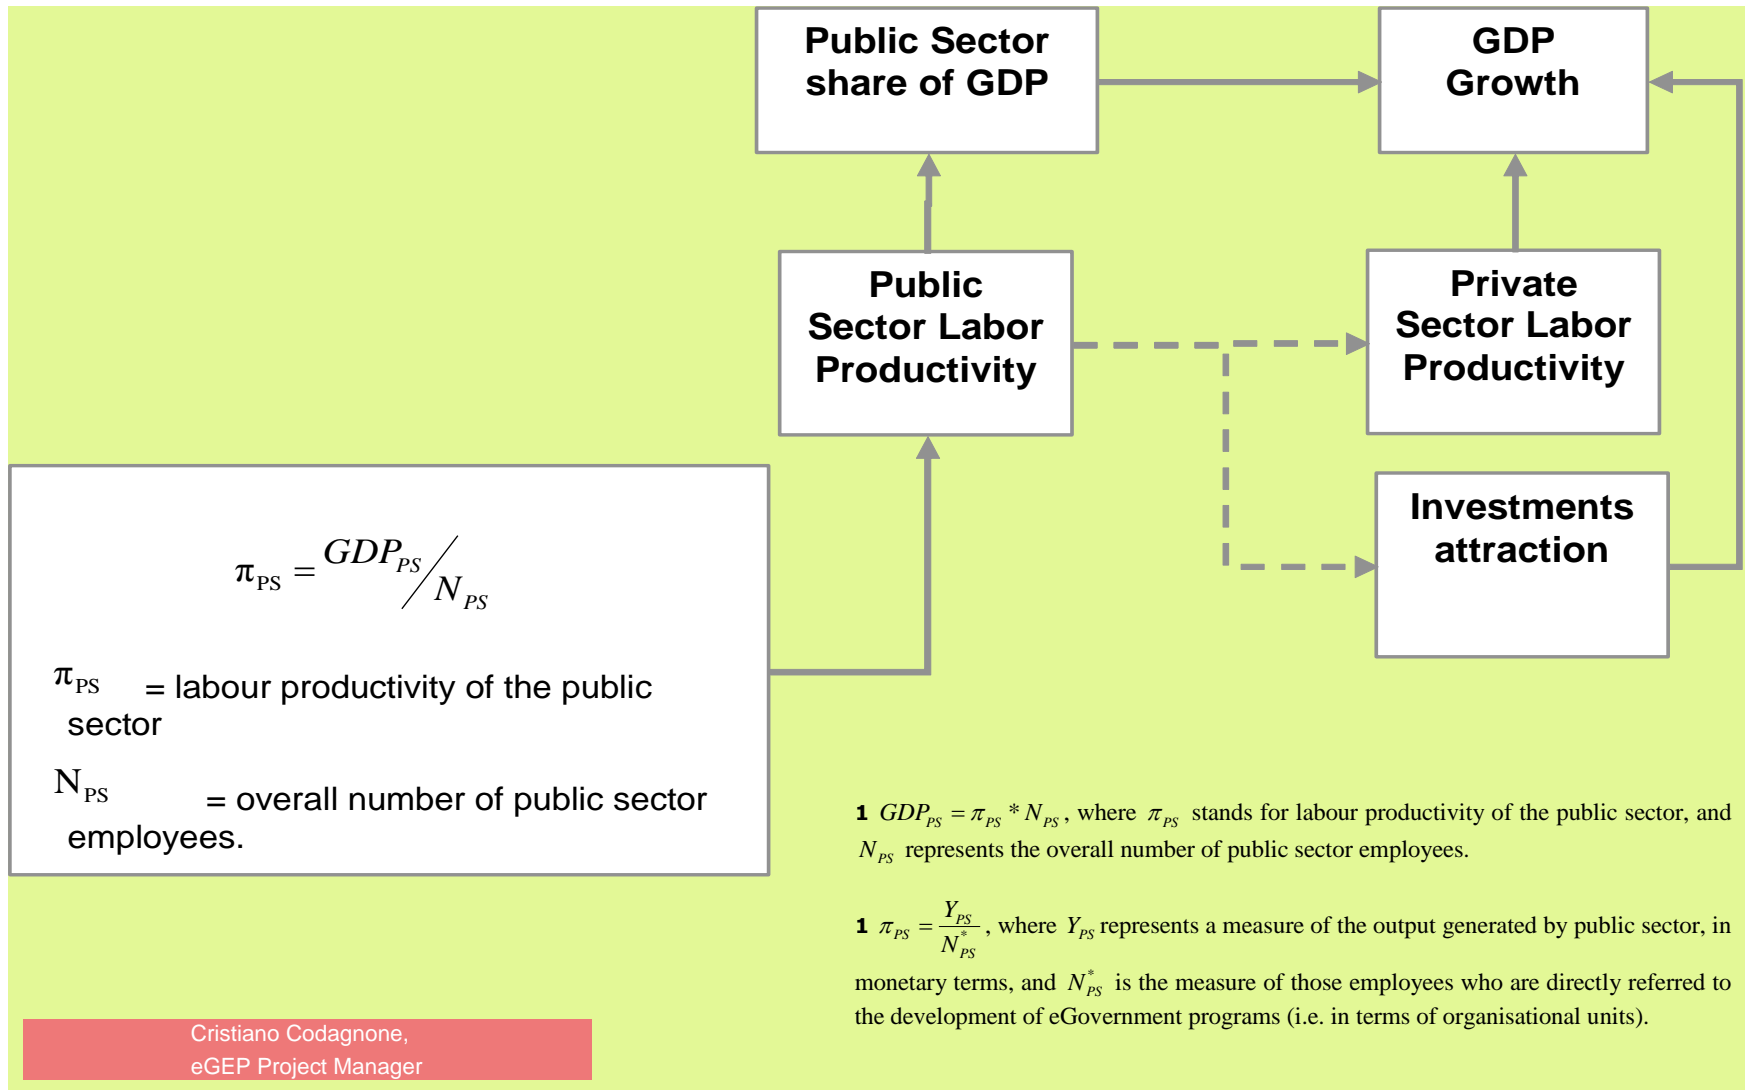 Public Sector
share of GDP
GDP
Growth
Public
Sector Labor
Productivity
Private
Sector Labor
Productivity
Investments
attraction
π_PS = GDP_PS / N_PS
π_PS = labour productivity of the public
sector
N_PS = overall number of public sector
employees.
1 GDP_PS = π_PS * N_PS, where π_PS stands for labour productivity of the public sector, and
N_PS represents the overall number of public sector employees.
1 π_PS = Y_PS / N*_PS, where Y_PS represents a measure of the output generated by public sector, in
monetary terms, and N*_PS is the measure of those employees who are directly referred to
the development of eGovernment programs (i.e. in terms of organisational units).
Cristiano Codagnone,
eGEP Project Manager